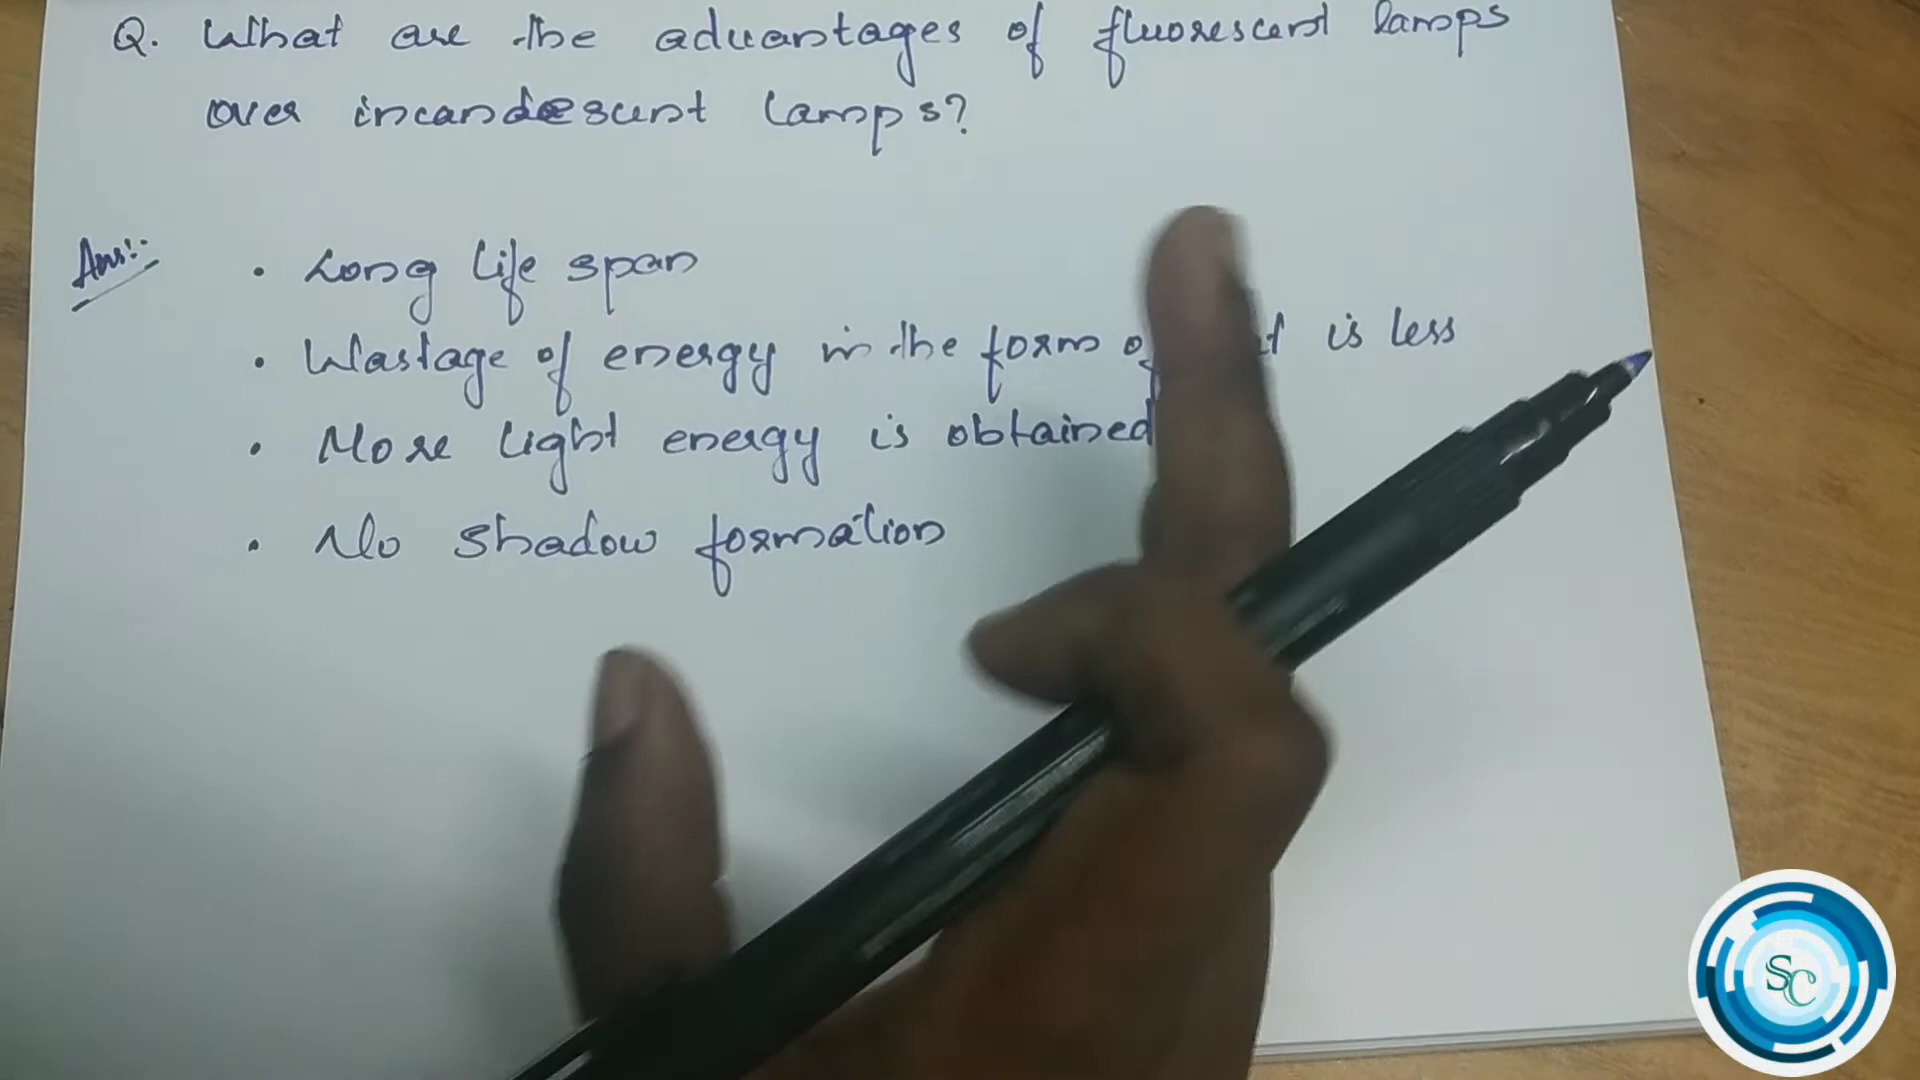 Q. What are the advantages of fluorescent lamps
over incandescent lamps?
Ans:-
• Long life span
• Wastage of energy in the form is less
• More light energy is obtained
• No shadow formation
SC